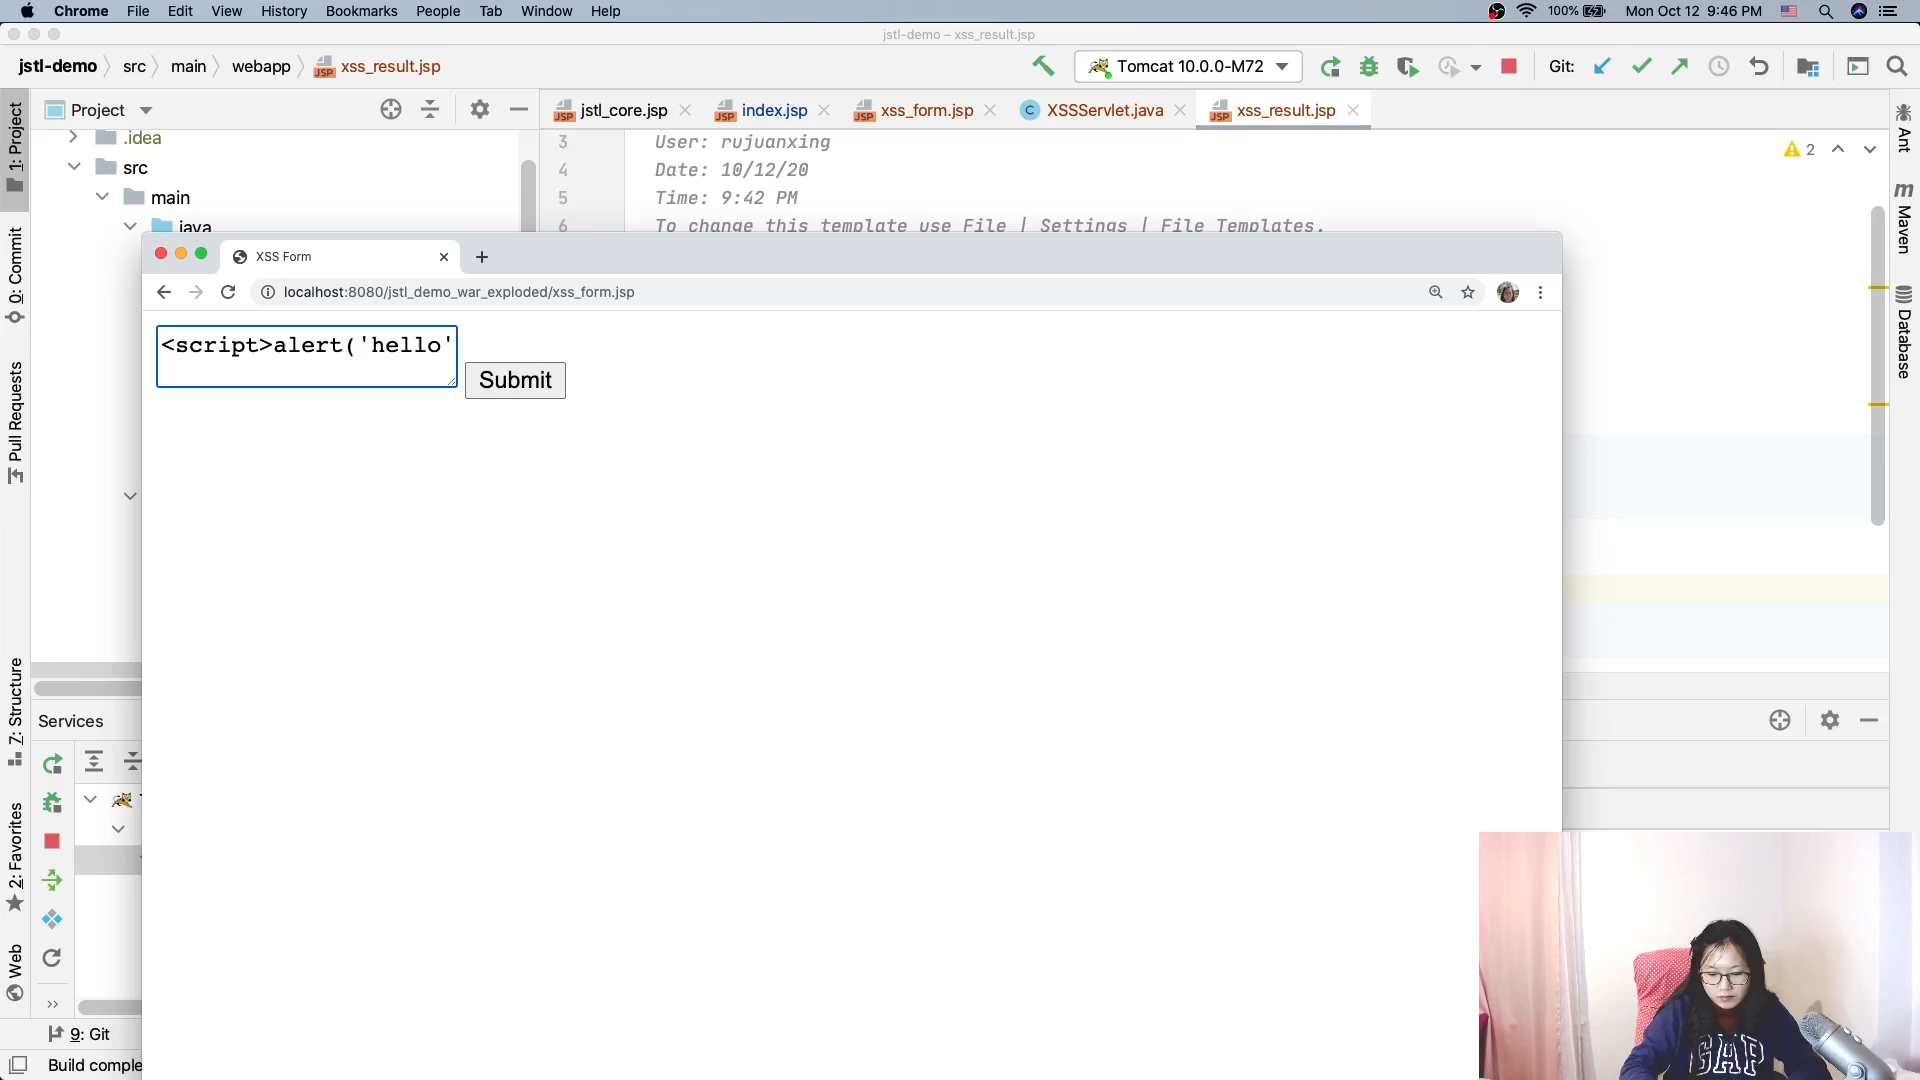 Chrome File Edit View History Bookmarks People Tab Window Help 100% Mon Oct 12 9:46 PM
jstl-demo – xss_result.jsp
jstl-demo src main webapp xss_result.jsp Tomcat 10.0.0-M72 Git:
Project jstl_core.jsp index.jsp xss_form.jsp XSSServlet.java xss_result.jsp
.idea
src
main
java
3 User: rujuanxing
4 Date: 10/12/20
5 Time: 9:42 PM
6 To change this template use File | Settings | File Templates.
2
XSS Form
localhost:8080/jstl_demo_war_exploded/xss_form.jsp
<script>alert('hello'
Submit
1: Project
0: Commit
Pull Requests
7: Structure
2: Favorites
Web
Ant
Maven
Database
Services
9: Git
Build comple
GAP